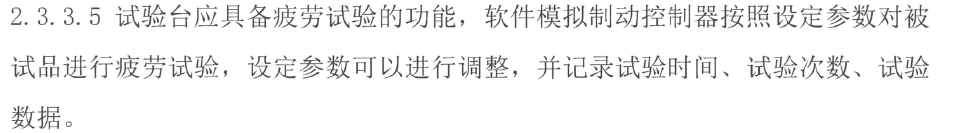 2.3.3.5 试验台应具备疲劳试验的功能，软件模拟制动控制器按照设定参数对被
试品进行疲劳试验，设定参数可以进行调整，并记录试验时间、试验次数、试验
数据。